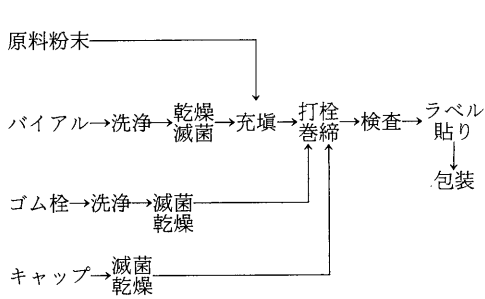 原料粉末
バイアル→洗浄→乾燥滅菌→充塡→打栓巻締→検査→ラベル貼り
包装
ゴム栓→洗浄→滅菌乾燥
キャップ→滅菌乾燥